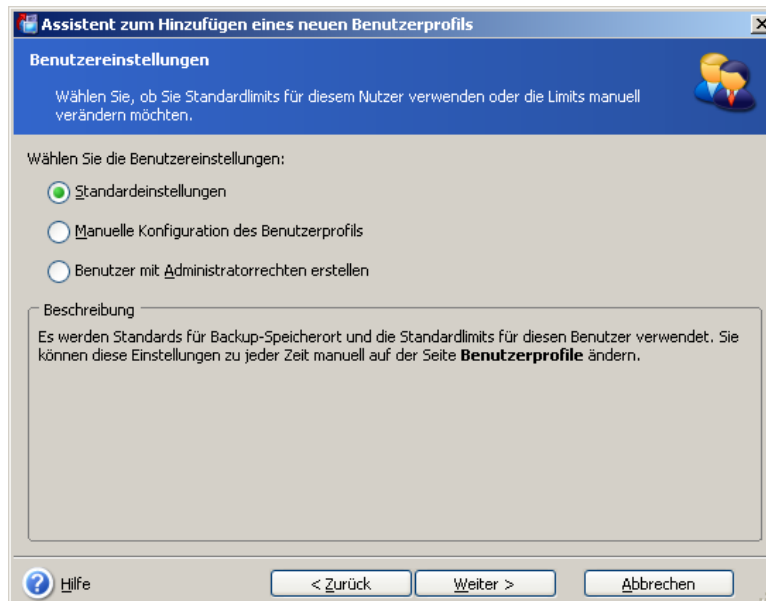 Assistent zum Hinzufügen eines neuen Benutzerprofils
Benutzereinstellungen
Wählen Sie, ob Sie Standardlimits für diesem Nutzer verwenden oder die Limits manuell
verändern möchten.
Wählen Sie die Benutzereinstellungen:
Standardeinstellungen
Manuelle Konfiguration des Benutzerprofils
Benutzer mit Administratorrechten erstellen
Beschreibung
Es werden Standards für Backup-Speicherort und die Standardlimits für diesen Benutzer verwendet. Sie
können diese Einstellungen zu jeder Zeit manuell auf der Seite Benutzerprofile ändern.
Hilfe
< Zurück
Weiter >
Abbrechen